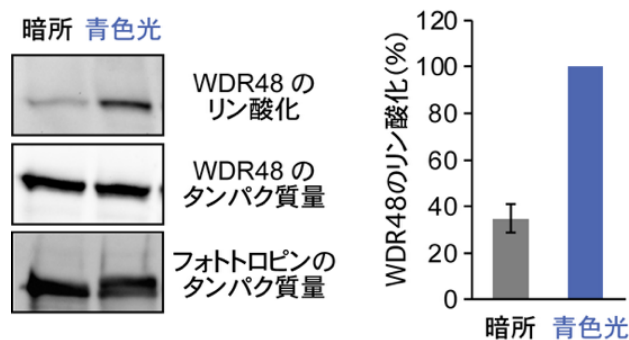 暗所 青色光
WDR48 の
リン酸化
WDR48 の
タンパク質量
フォトトロピンの
タンパク質量
WDR48のリン酸化(%)
120
100
80
60
40
20
0
暗所 青色光